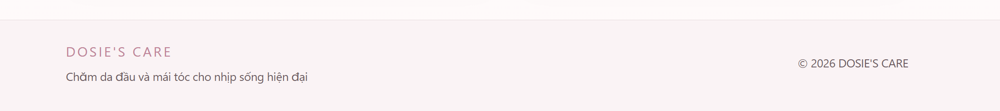 DOSIE'S CARE
Chăm da đầu và mái tóc cho nhịp sống hiện đại
© 2026 DOSIE'S CARE